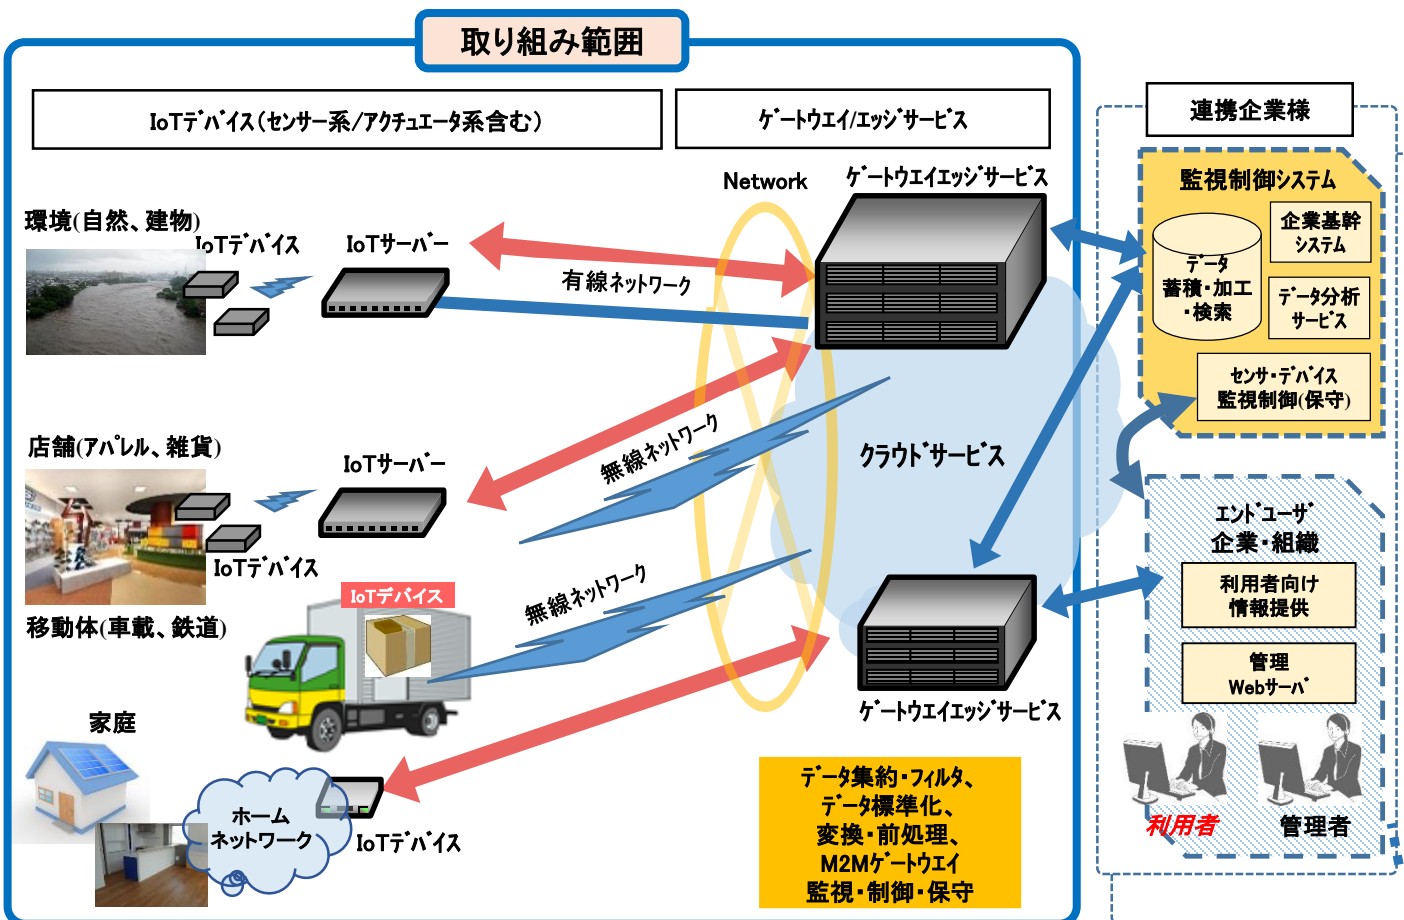 取り組み範囲
IoTデバイス（センサー系/アクチュエータ系含む）
ゲートウエイ/エッジサービス
連携企業様
Network
ゲートウエイエッジサービス
監視制御システム
企業基幹
システム
データ
蓄積・加工
・検索
データ分析
サービス
センサ・デバイス
監視制御(保守)
環境(自然、建物)
IoTデバイス
IoTサーバー
有線ネットワーク
店舗(アパレル、雑貨)
IoTサーバー
IoTデバイス
無線ネットワーク
クラウドサービス
エンドユーザ
企業・組織
利用者向け
情報提供
管理
Webサーバ
利用者
管理者
移動体(車載、鉄道)
IoTデバイス
無線ネットワーク
ゲートウエイエッジサービス
家庭
ホーム
ネットワーク
IoTデバイス
データ集約・フィルタ、
データ標準化、
変換・前処理、
M2Mゲートウエイ
監視・制御・保守